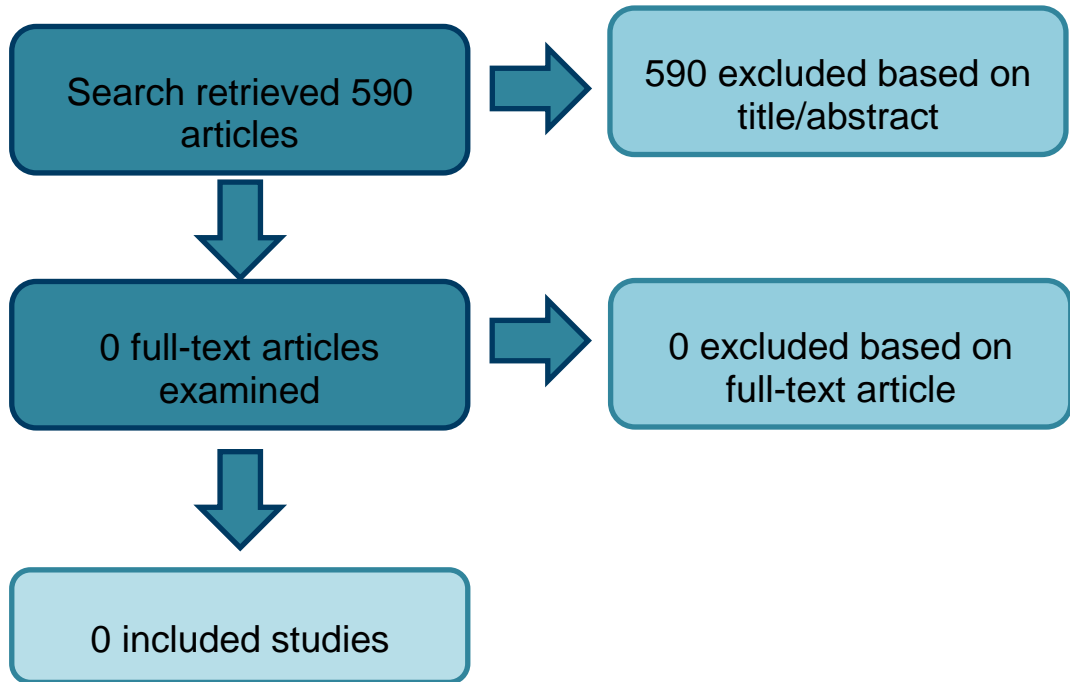 Search retrieved 590
articles
590 excluded based on
title/abstract
0 full-text articles
examined
0 excluded based on
full-text article
0 included studies